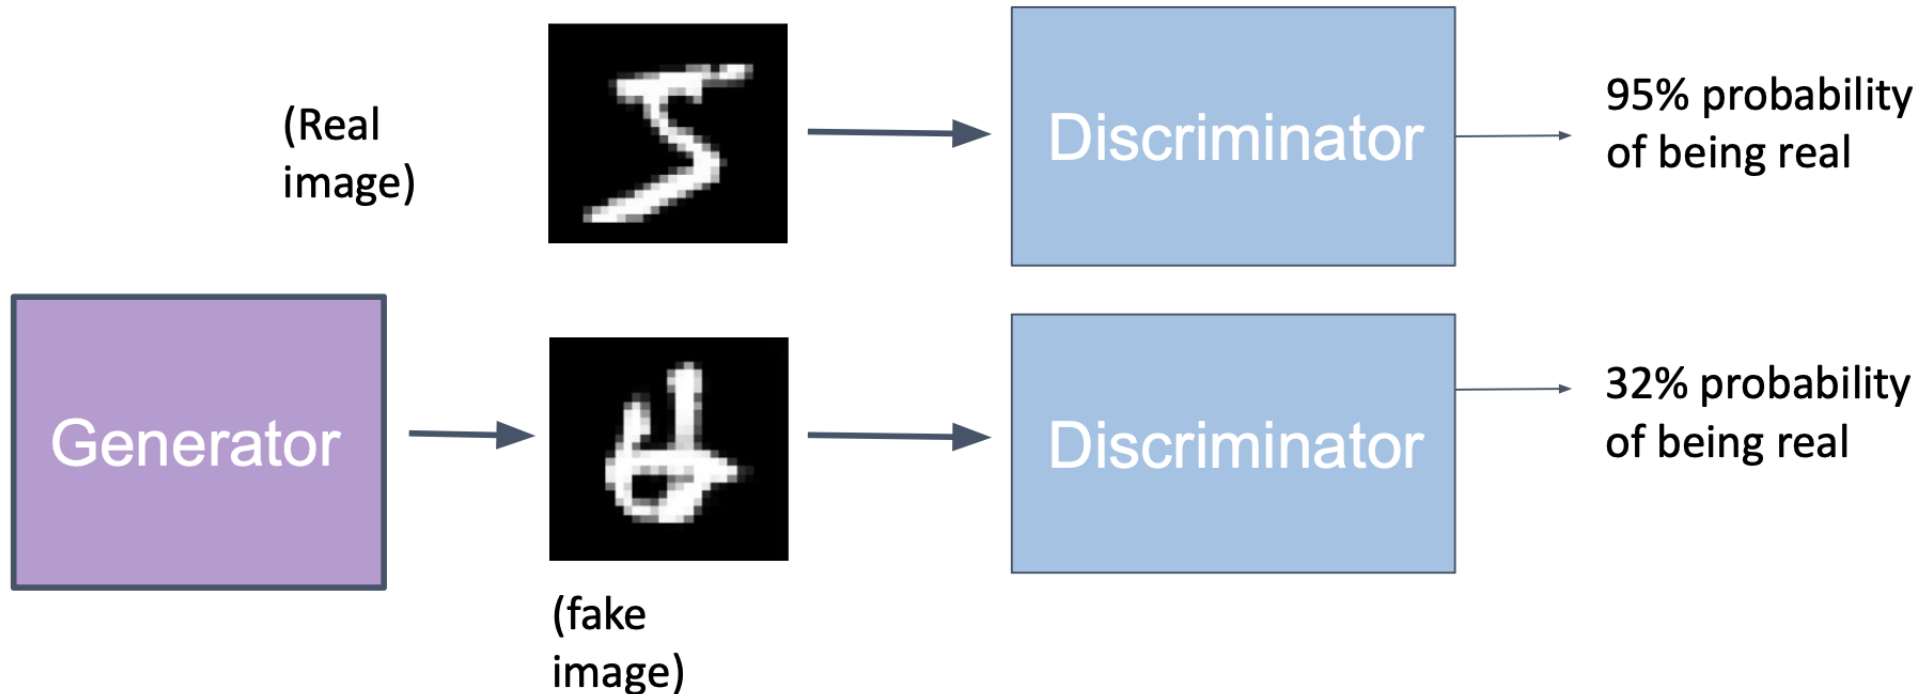 (Real
image)
Discriminator
95% probability
of being real
Generator
(fake
image)
Discriminator
32% probability
of being real